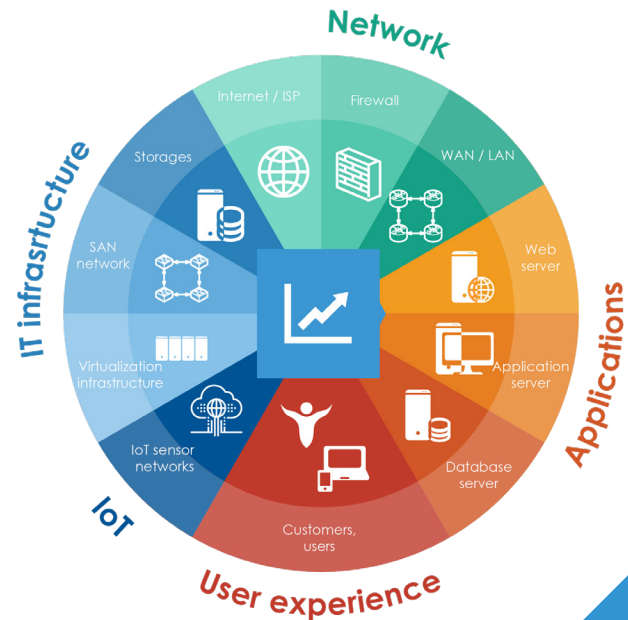 Network
Internet / ISP
Firewall
WAN / LAN
Web
server
Application
server
Database
server
Applications
Customers,
users
User experience
IoT sensor
networks
IoT
Virtualization
infrastructure
SAN
network
Storages
IT infrasrtucture